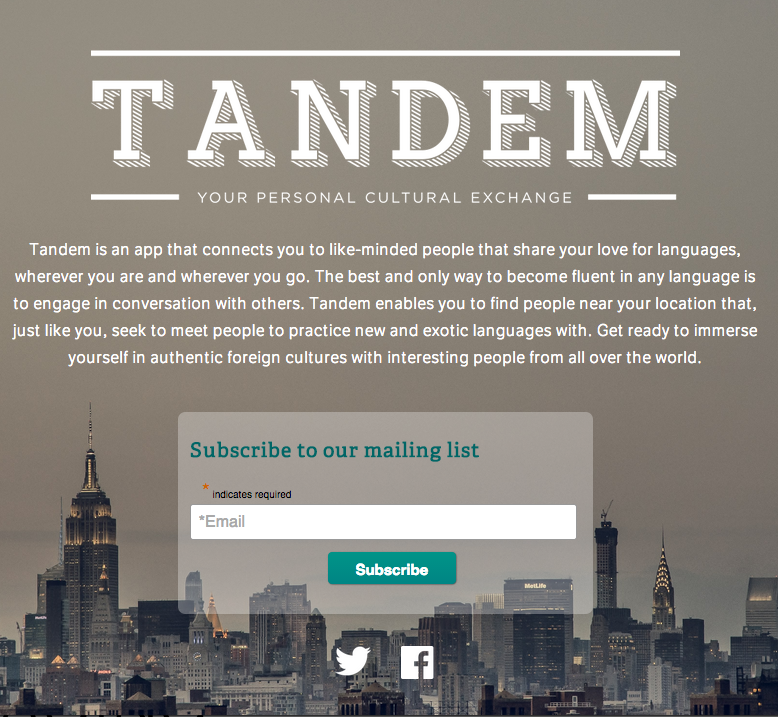 TANDEM
YOUR PERSONAL CULTURAL EXCHANGE
Tandem is an app that connects you to like-minded people that share your love for languages,
wherever you are and wherever you go. The best and only way to become fluent in any language is
to engage in conversation with others. Tandem enables you to find people near your location that,
just like you, seek to meet people to practice new and exotic languages with. Get ready to immerse
yourself in authentic foreign cultures with interesting people from all over the world.
Subscribe to our mailing list
* indicates required
*Email
Subscribe
MetLife